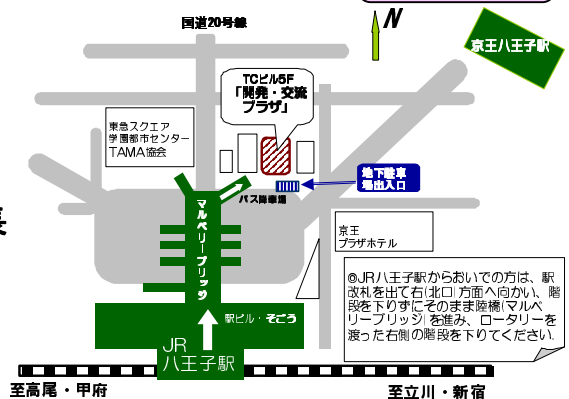 国道20号線
N
京王八王子駅
TCビル5F
「開発・交流
プラザ」
東急スクエア
学園都市センター
TAMA協会
地下駐車
場出入口
バス降車場
マルベリーブリッジ
京王
プラザホテル
長
@JR八王子駅からおいでの方は、駅
改札を出て右(北口)方面へ向かい、階
段を下りずにそのまま陸橋(マルベ
リーブリッジ)を進み、ロータリーを
渡った右側の階段を下りてください.
駅ビル・そごう
JR
八王子駅
至高尾・甲府
至立川・新宿